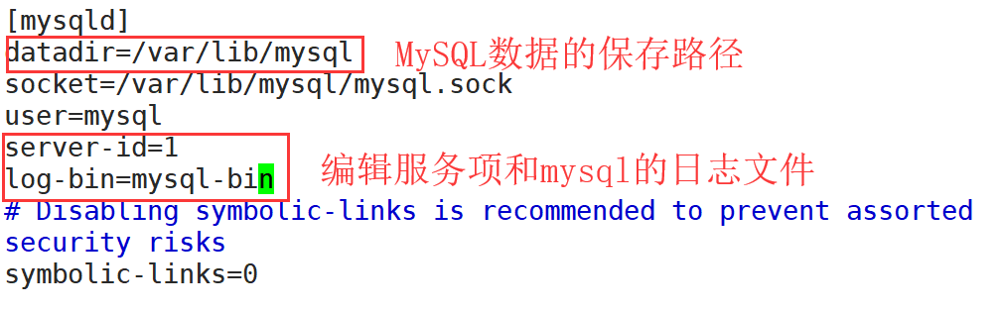 [mysqld]
datadir=/var/lib/mysql
MySQL数据的保存路径
socket=/var/lib/mysql/mysql.sock
user=mysql
server-id=1
log-bin=mysql-bin
编辑服务项和mysql的日志文件
# Disabling symbolic-links is recommended to prevent assorted
security risks
symbolic-links=0